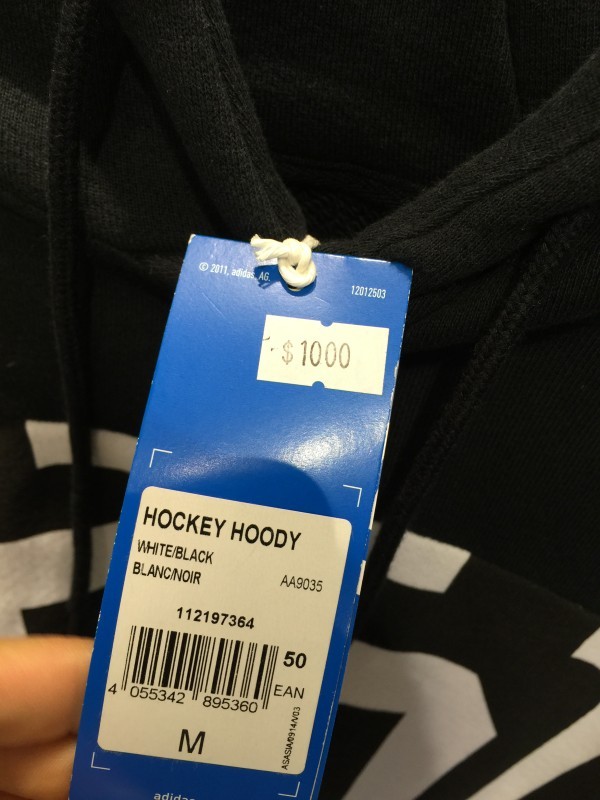 © 2011, adidas AG.
12012503
$1000
HOCKEY HOODY
WHITE/BLACK
BLANC/NOIR
AA9035
112197364
50
4 055342 895360 EAN
M
ASASIA/0914/V03
adidas